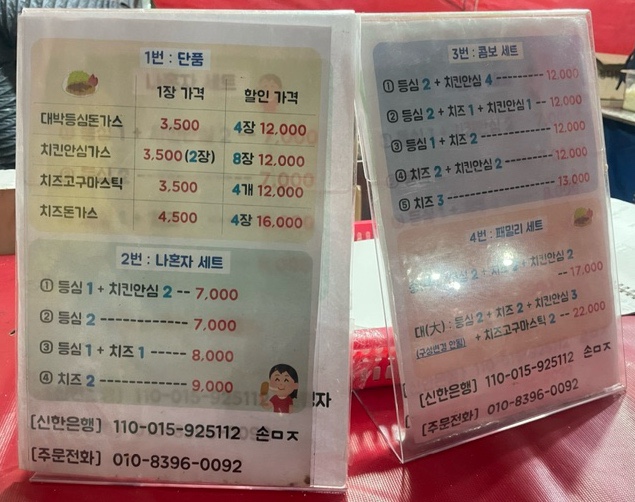 1번 : 단품
1장 가격 할인 가격
대박등심돈가스 3,500 4장 12,000
치킨안심가스 3,500 (2장) 8장 12,000
치즈고구마스틱 3,500 4개 12,000
치즈돈가스 4,500 4장 16,000
2번 : 나혼자 세트
① 등심 1 + 치킨안심 2 -- 7,000
② 등심 2 ------------ 7,000
③ 등심 1 + 치즈 1 ----- 8,000
④ 치즈 2 ------------ 9,000
[신한은행] 110-015-925112 손ㅁㅈ
[주문전화] 010-8396-0092
3번 : 콤보 세트
① 등심 2 + 치킨안심 4 -------- 12,000
② 등심 2 + 치즈 1 + 치킨안심 1 -- 12,000
③ 등심 1 + 치즈 2 ------------ 12,000
④ 치즈 2 + 치킨안심 2 -------- 12,000
⑤ 치즈 3 ------------------ 13,000
4번 : 패밀리 세트
2 + 치즈 + 치킨안심 2
-- 17,000
대(大) : 등심 2 + 치즈 2 + 치킨안심 3
(구성변경 안됨) + 치즈고구마스틱 2 -- 22,000
[신한은행] 110-015-925112 손ㅁㅈ
[주문전화] 010-8396-0092